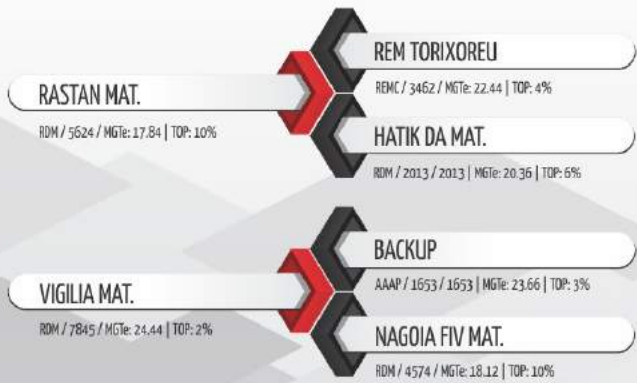 REM TORIXOREU
REMC / 3462 / MGTe: 22.44 | TOP: 4%
RASTAN MAT.
RDM / 5624 / MGTe: 17.84 | TOP: 10%
HATIK DA MAT.
RDM / 2013 / 2013 | MGTe: 20.36 | TOP: 6%
BACKUP
AAAP / 1653 / 1653 | MGTe: 23.66 | TOP: 3%
VIGILIA MAT.
RDM / 7845 / MGTe: 24.44 | TOP: 2%
NAGOIA FIV MAT.
RDM / 4574 / MGTe: 18.12 | TOP: 10%